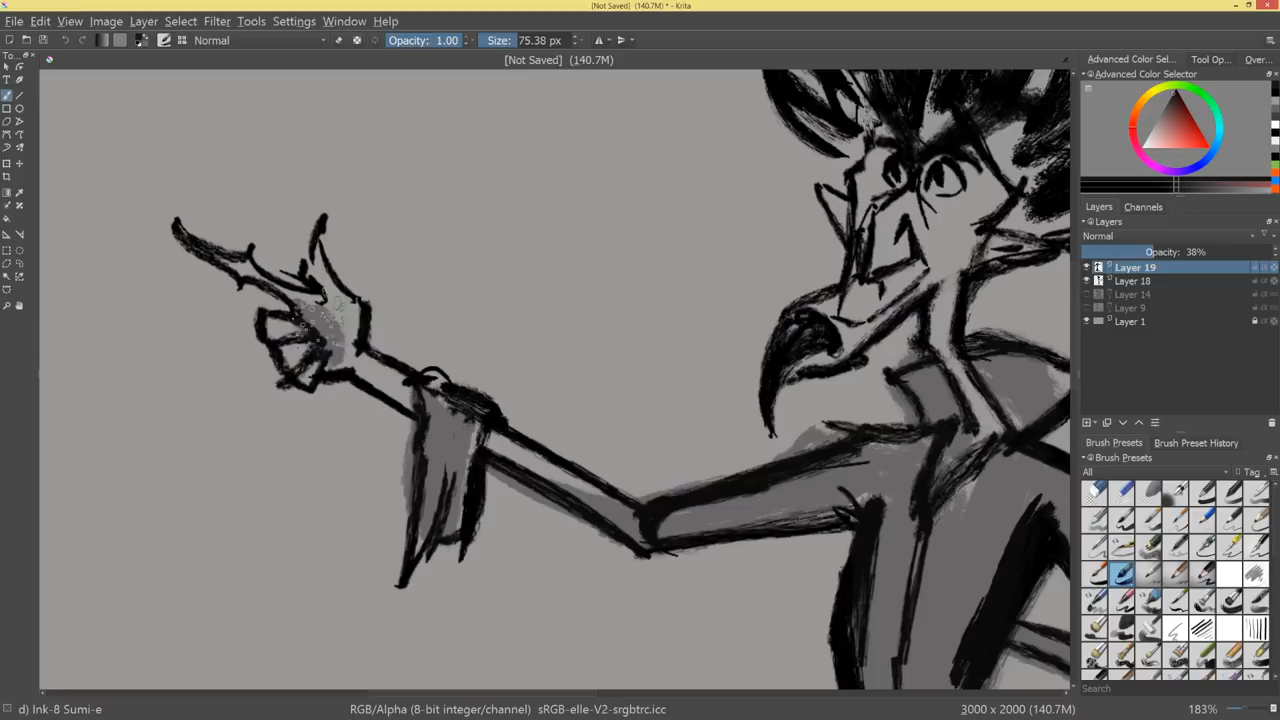 [Not Saved] (140.7M) * - Krita
File Edit View Image Layer Select Filter Tools Settings Window Help
Normal Opacity: 1.00 Size: 75.38 px
To... [Not Saved] (140.7M) Advanced Color Sel... Tool Op... Over...
Advanced Color Selector
Layers Channels
Layers
Normal
Opacity: 38%
Layer 19
Layer 18
Layer 14
Layer 9
Layer 1
Brush Presets Brush Preset History
Brush Presets
All Tag
Search
d) Ink-8 Sumi-e RGB/Alpha (8-bit integer/channel) sRGB-elle-V2-srgbtrc.icc 3000 x 2000 (140.7M) 183%